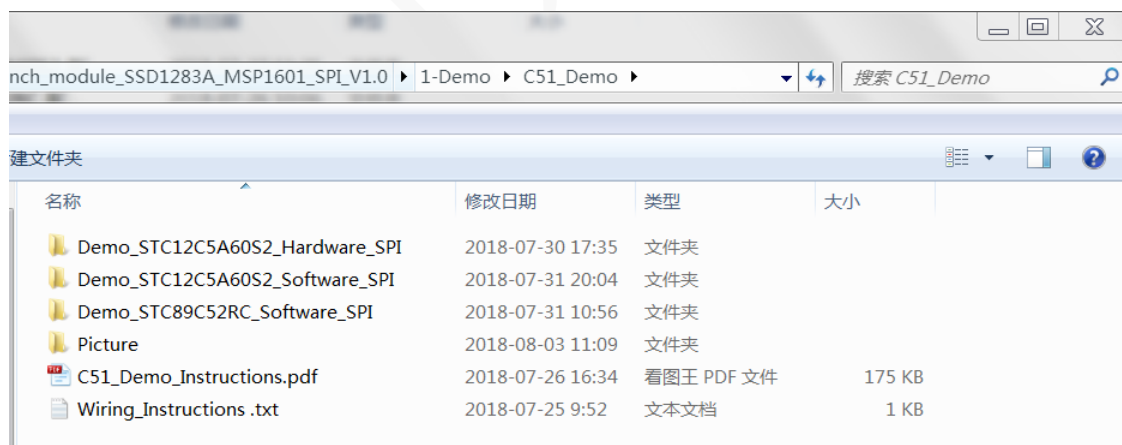 nch_module_SSD1283A_MSP1601_SPI_V1.0 ▸ 1-Demo ▸ C51_Demo ▸ 搜索 C51_Demo
建文件夹
名称 修改日期 类型 大小
Demo_STC12C5A60S2_Hardware_SPI 2018-07-30 17:35 文件夹
Demo_STC12C5A60S2_Software_SPI 2018-07-31 20:04 文件夹
Demo_STC89C52RC_Software_SPI 2018-07-31 10:56 文件夹
Picture 2018-08-03 11:09 文件夹
C51_Demo_Instructions.pdf 2018-07-26 16:34 看图王 PDF 文件 175 KB
Wiring_Instructions .txt 2018-07-25 9:52 文本文档 1 KB